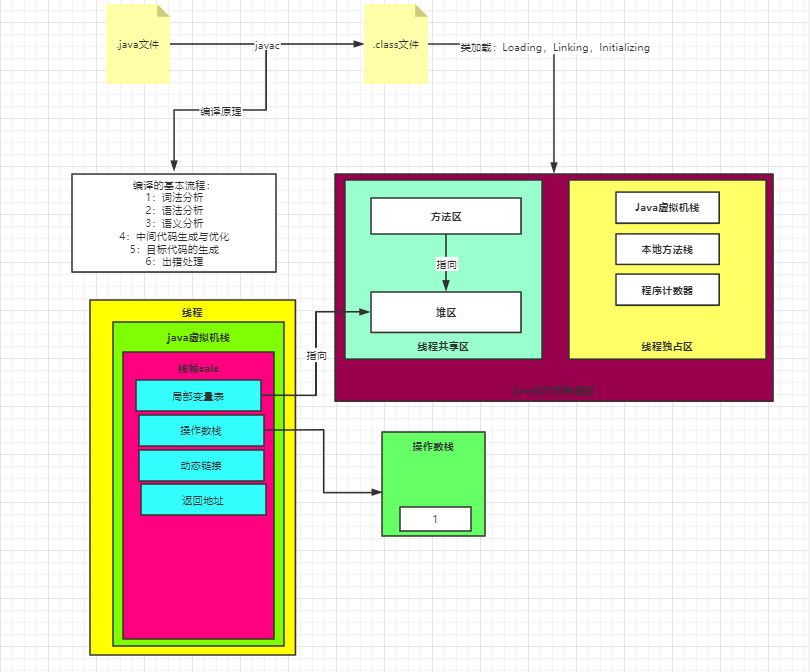 .java文件
javac
.class文件
类加载：Loading，Linking，Initializing
编译原理
编译的基本流程：
1：词法分析
2：语法分析
3：语义分析
4：中间代码生成与优化
5：目标代码的生成
6：出错处理
方法区
指向
堆区
线程共享区
Java虚拟机栈
本地方法栈
程序计数器
线程独占区
线程
java虚拟机栈
栈帧calc
局部变量表
操作数栈
动态链接
返回地址
指向
操作数栈
1